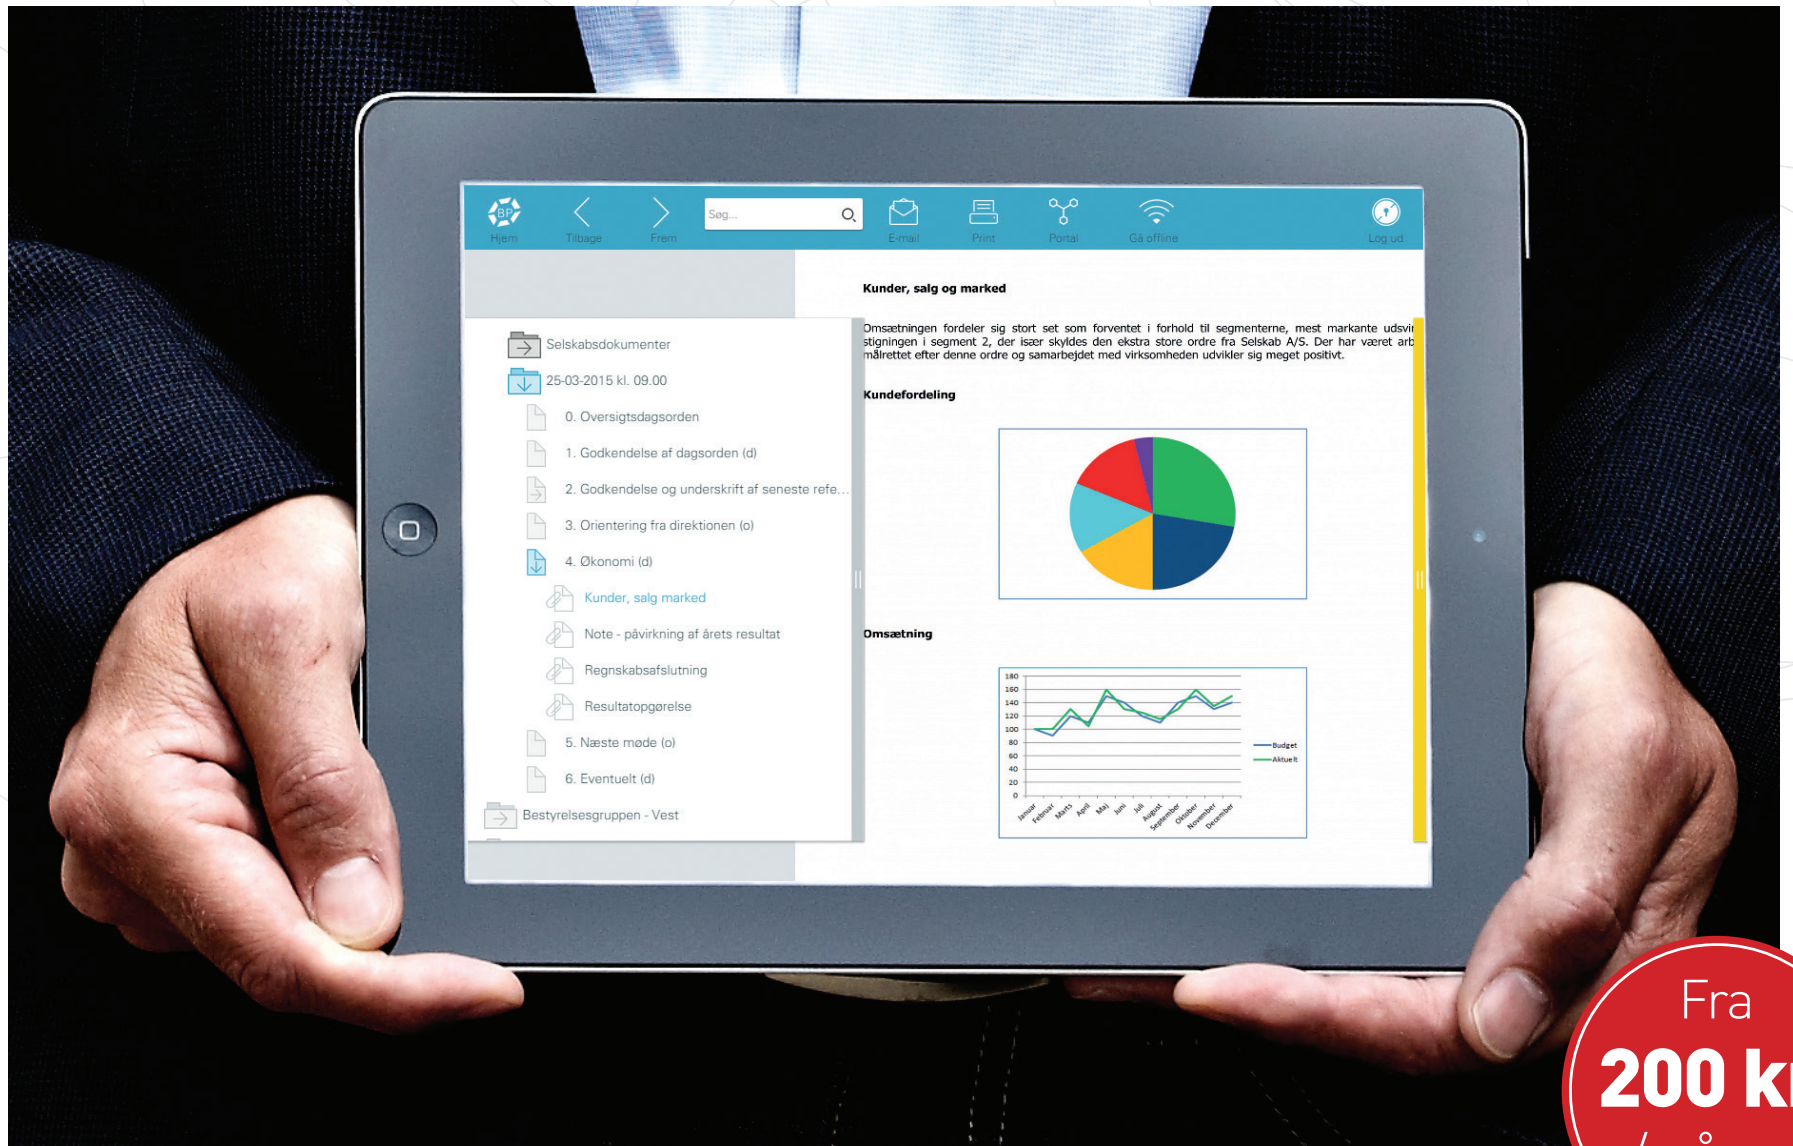 BP
Hjem
Tilbage
Frem
Søg...
E-mail
Print
Portal
Gå offline
Log ud
Selskabsdokumenter
25-03-2015 kl. 09.00
0. Oversigtsdagsorden
1. Godkendelse af dagsorden (d)
2. Godkendelse og underskrift af seneste refe...
3. Orientering fra direktionen (o)
4. Økonomi (d)
Kunder, salg marked
Note - påvirkning af årets resultat
Regnskabsafslutning
Resultatopgørelse
5. Næste møde (o)
6. Eventuelt (d)
Bestyrelsesgruppen - Vest
Kunder, salg og marked
Omsætningen fordeler sig stort set som forventet i forhold til segmenterne, mest markante udsvin
stigningen i segment 2, der især skyldes den ekstra store ordre fra Selskab A/S. Der har været arb
målrettet efter denne ordre og samarbejdet med virksomheden udvikler sig meget positivt.
Kundefordeling
Omsætning
180
160
140
120
100
80
60
40
20
0
Januar
Februar
Marts
April
Maj
Juni
Juli
August
September
Oktober
November
December
Budget
Aktuelt
Fra
200 kr